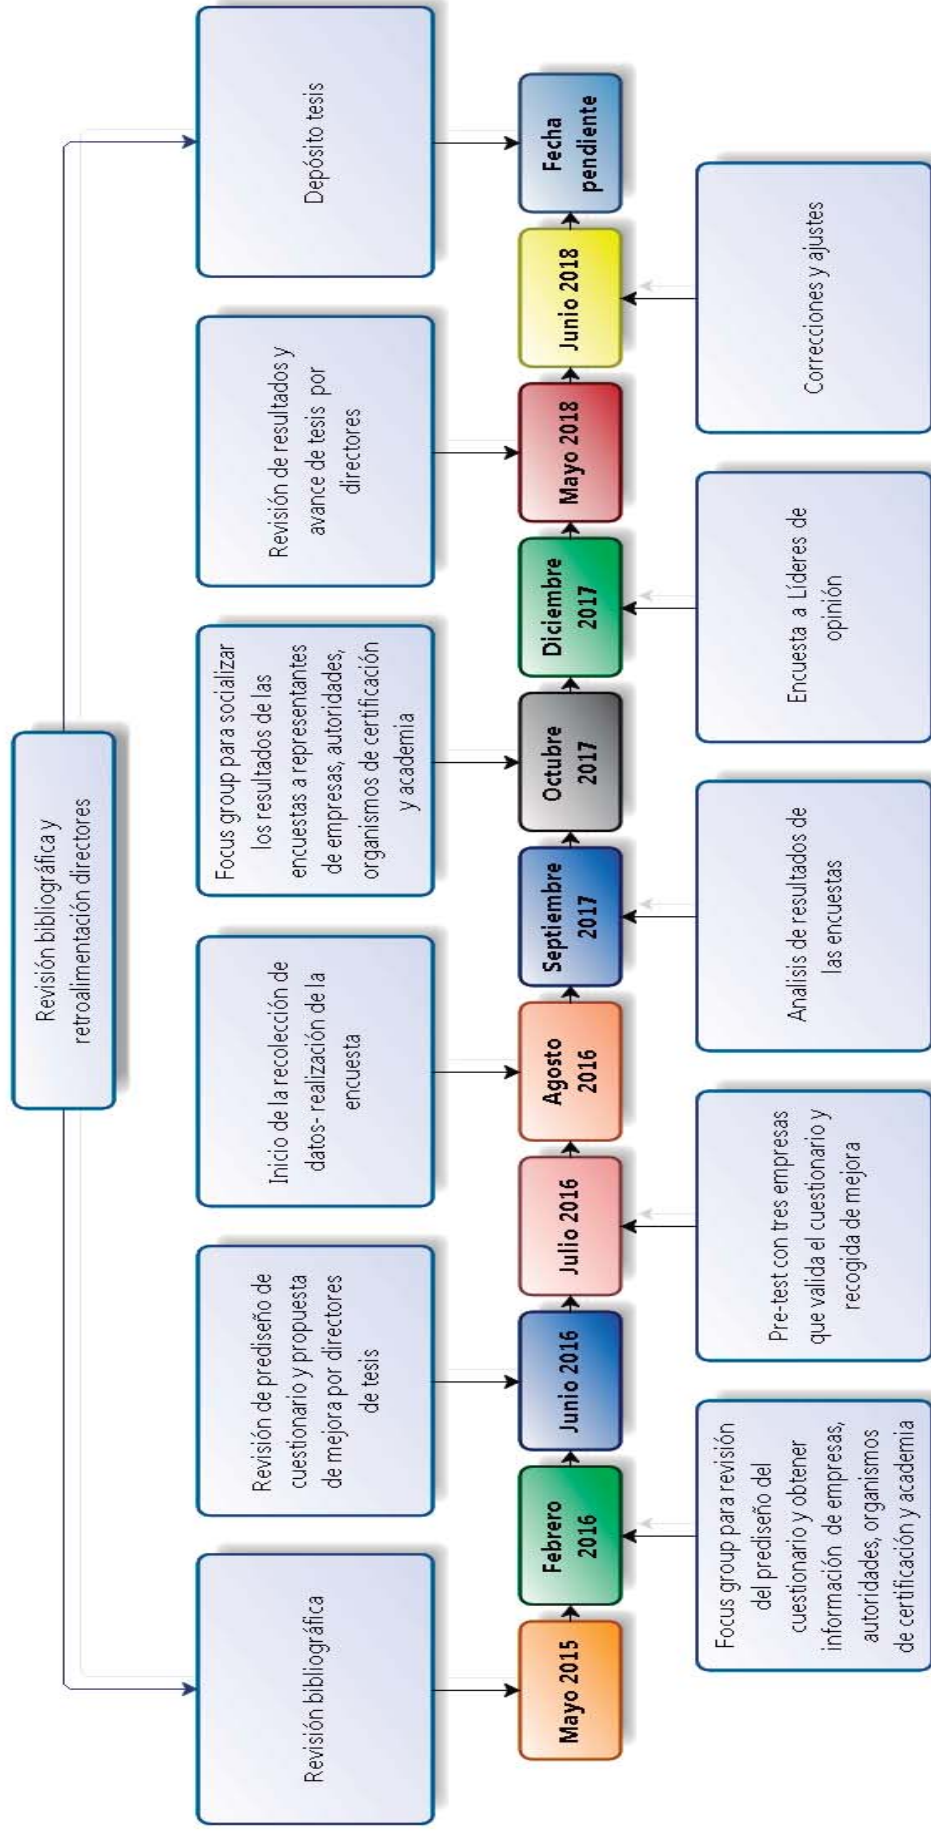 Revisión bibliográfica y
retroalimentación directores
Revisión bibliográfica
Revisión de prediseño de
cuestionario y propuesta
de mejora por directores
de tesis
Inicio de la recolección de
datos- realización de la
encuesta
Focus group para socializar
los resultados de las
encuestas a representantes
de empresas, autoridades,
organismos de certificación
y academia
Revisión de resultados y
avance de tesis por
directores
Depósito tesis
Mayo 2015
Febrero
2016
Junio 2016
Julio 2016
Agosto
2016
Septiembre
2017
Octubre
2017
Diciembre
2017
Mayo 2018
Junio 2018
Fecha
pendiente
Focus group para revisión
del prediseño del
cuestionario y obtener
información de empresas,
autoridades, organismos
de certificación y academia
Pre-test con tres empresas
que valida el cuestionario y
recogida de mejora
Analisis de resultados de
las encuestas
Encuesta a Líderes de
opinión
Correcciones y ajustes